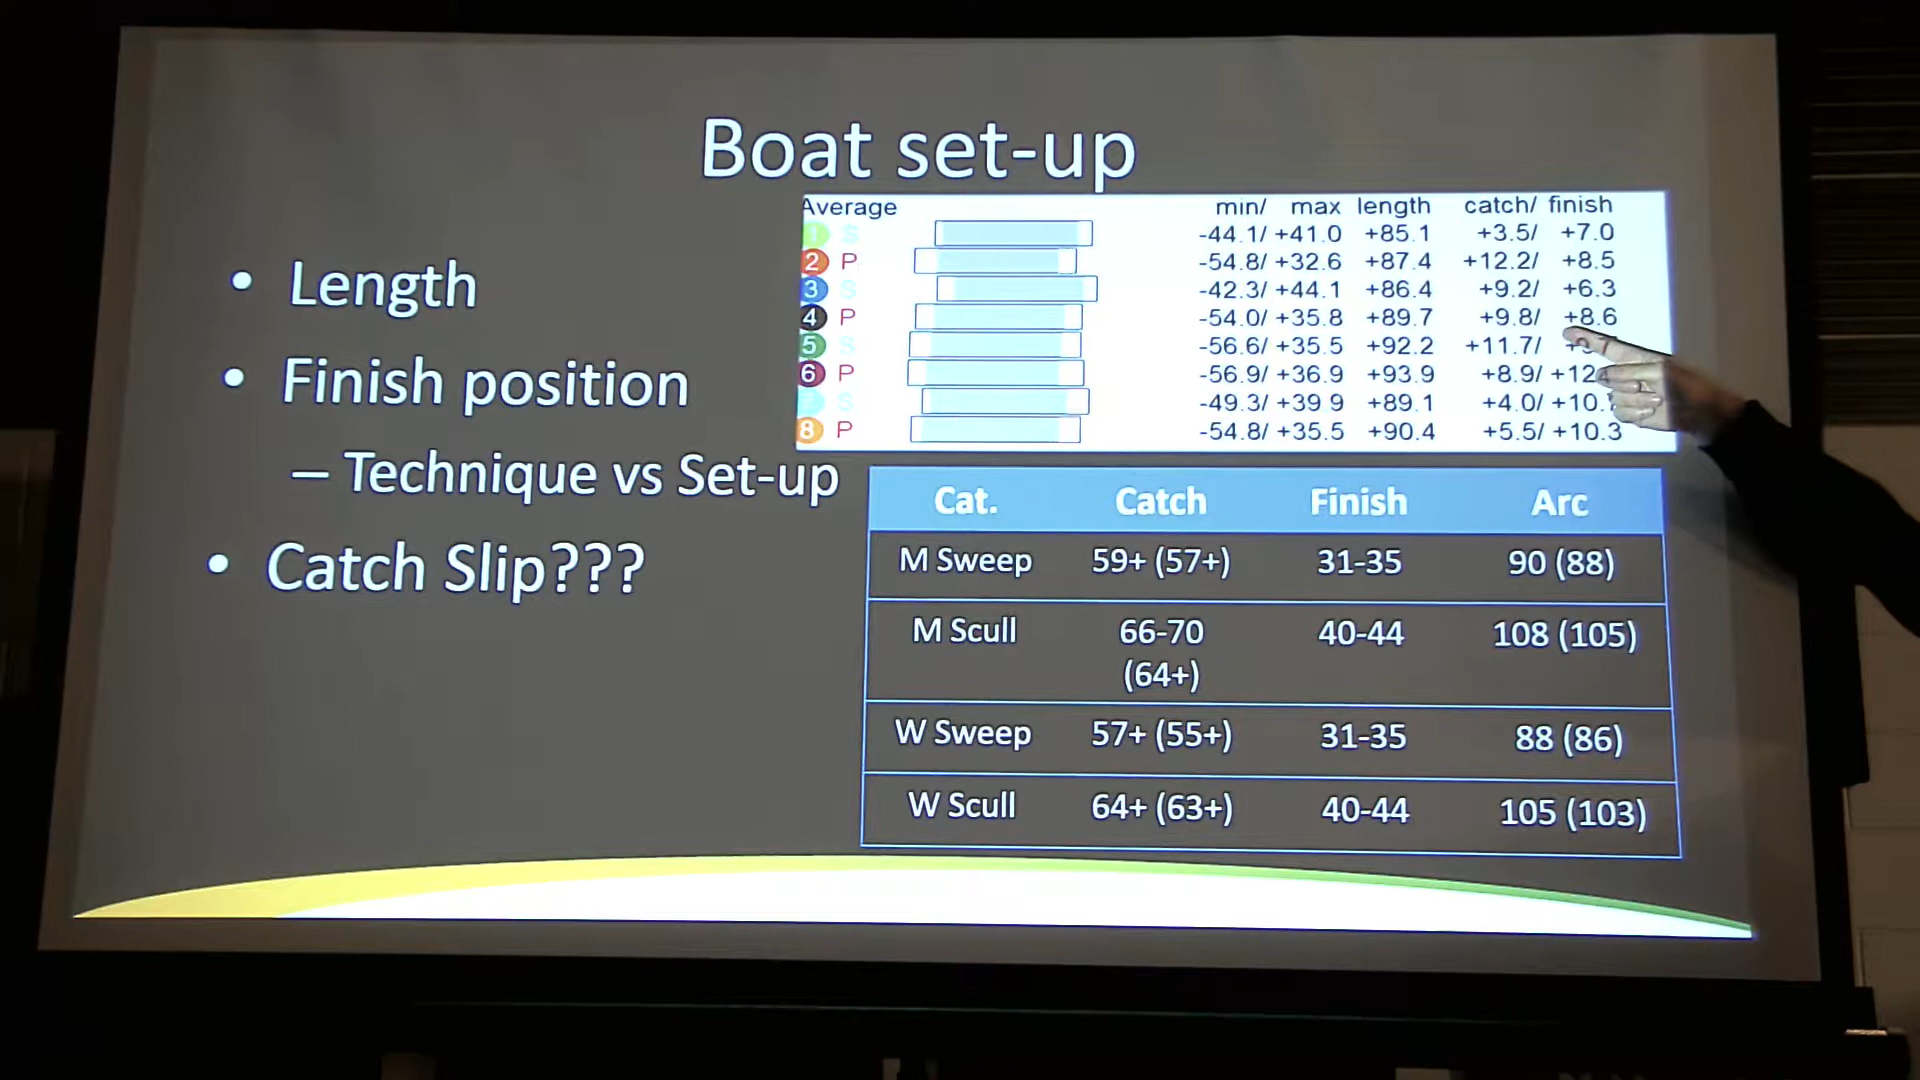 Boat set-up
• Length
• Finish position
– Technique vs Set-up
• Catch Slip???
Average min/ max length catch/ finish
1 S -44.1/ +41.0 +85.1 +3.5/ +7.0
2 P -54.8/ +32.6 +87.4 +12.2/ +8.5
3 S -42.3/ +44.1 +86.4 +9.2/ +6.3
4 P -54.0/ +35.8 +89.7 +9.8/ +8.6
5 S -56.6/ +35.5 +92.2 +11.7/
6 P -56.9/ +36.9 +93.9 +8.9/
S -49.3/ +39.9 +89.1 +4.0/
8 P -54.8/ +35.5 +90.4 +5.5/ +10.3
Cat. Catch Finish Arc
M Sweep 59+ (57+) 31-35 90 (88)
M Scull 66-70 (64+) 40-44 108 (105)
W Sweep 57+ (55+) 31-35 88 (86)
W Scull 64+ (63+) 40-44 105 (103)